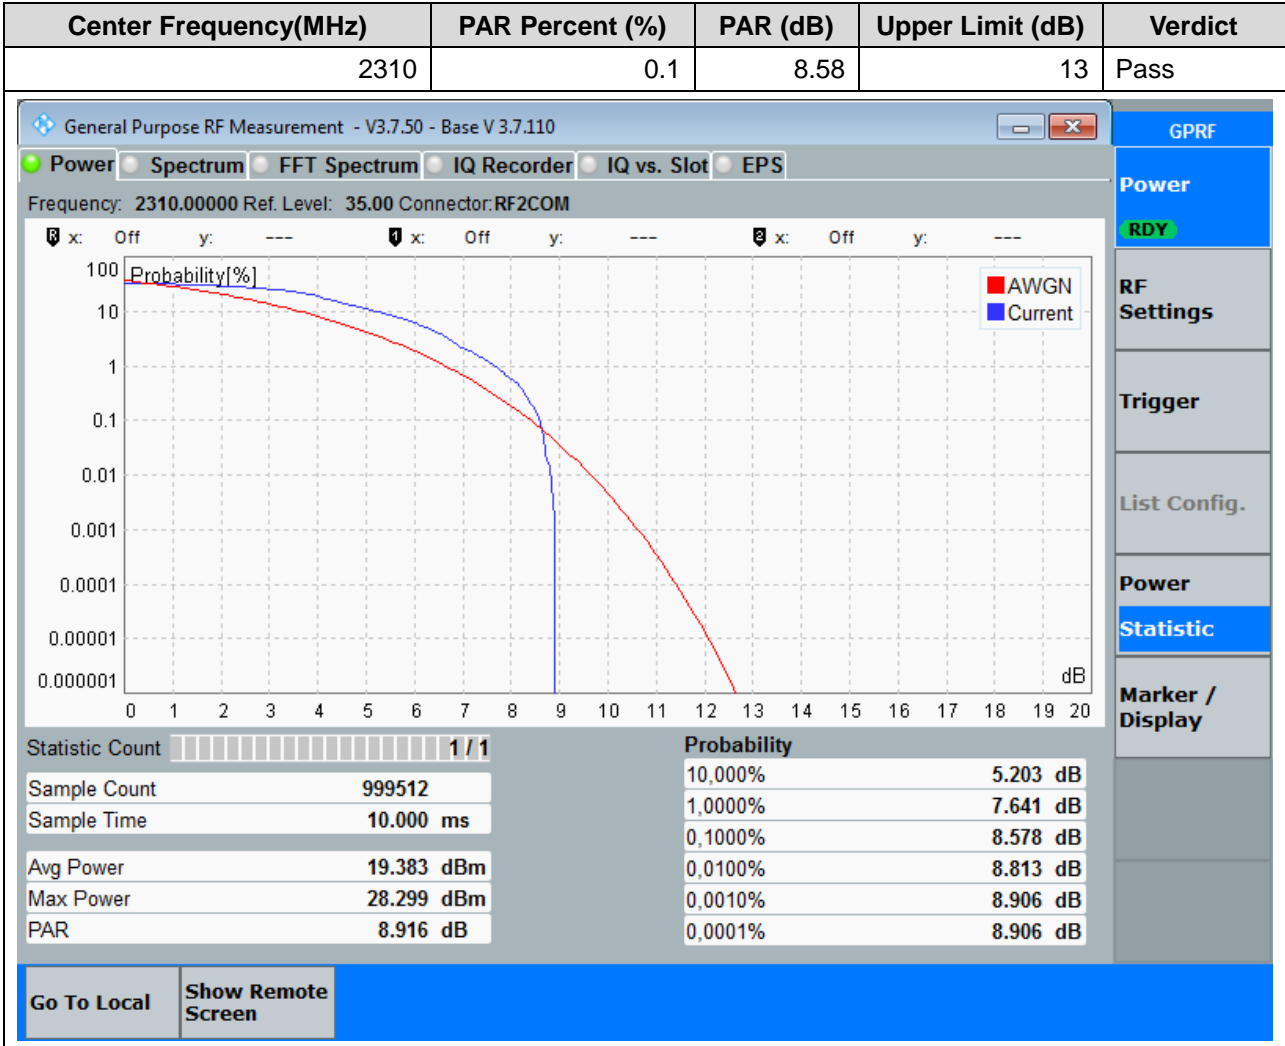 Center Frequency(MHz) PAR Percent (%) PAR (dB) Upper Limit (dB) Verdict
2310 0.1 8.58 13 Pass
General Purpose RF Measurement - V3.7.50 - Base V 3.7.110
GPRF
Power Spectrum FFT Spectrum IQ Recorder IQ vs. Slot EPS
Frequency: 2310.00000 Ref. Level: 35.00 Connector:RF2COM
R x: Off y: --- 1 x: Off y: --- 2 x: Off y: ---
Probability[%]
AWGN
Current
100
10
1
0.1
0.01
0.001
0.0001
0.00001
0.000001
dB
0 1 2 3 4 5 6 7 8 9 10 11 12 13 14 15 16 17 18 19 20
Statistic Count 1 / 1
Sample Count 999512
Sample Time 10.000 ms
Avg Power 19.383 dBm
Max Power 28.299 dBm
PAR 8.916 dB
Probability
10,000% 5.203 dB
1,0000% 7.641 dB
0,1000% 8.578 dB
0,0100% 8.813 dB
0,0010% 8.906 dB
0,0001% 8.906 dB
Power
RDY
RF
Settings
Trigger
List Config.
Power
Statistic
Marker /
Display
Go To Local
Show Remote
Screen